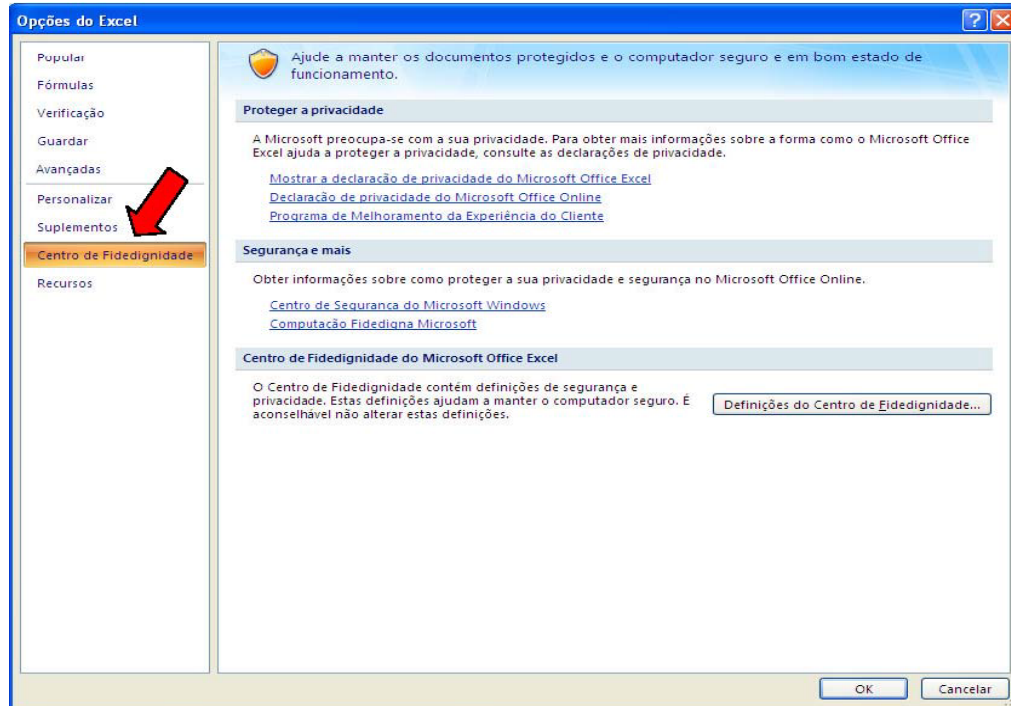 Opções do Excel
Popular
Fórmulas
Verificação
Guardar
Avançadas
Personalizar
Suplementos
Centro de Fidedignidade
Recursos
Ajude a manter os documentos protegidos e o computador seguro e em bom estado de
funcionamento.
Proteger a privacidade
A Microsoft preocupa-se com a sua privacidade. Para obter mais informações sobre a forma como o Microsoft Office
Excel ajuda a proteger a privacidade, consulte as declarações de privacidade.
Mostrar a declaração de privacidade do Microsoft Office Excel
Declaração de privacidade do Microsoft Office Online
Programa de Melhoramento da Experiência do Cliente
Segurança e mais
Obter informações sobre como proteger a sua privacidade e segurança no Microsoft Office Online.
Centro de Segurança do Microsoft Windows
Computação Fidedigna Microsoft
Centro de Fidedignidade do Microsoft Office Excel
O Centro de Fidedignidade contém definições de segurança e
privacidade. Estas definições ajudam a manter o computador seguro. É
aconselhável não alterar estas definições.
Definições do Centro de Fidedignidade...
OK
Cancelar